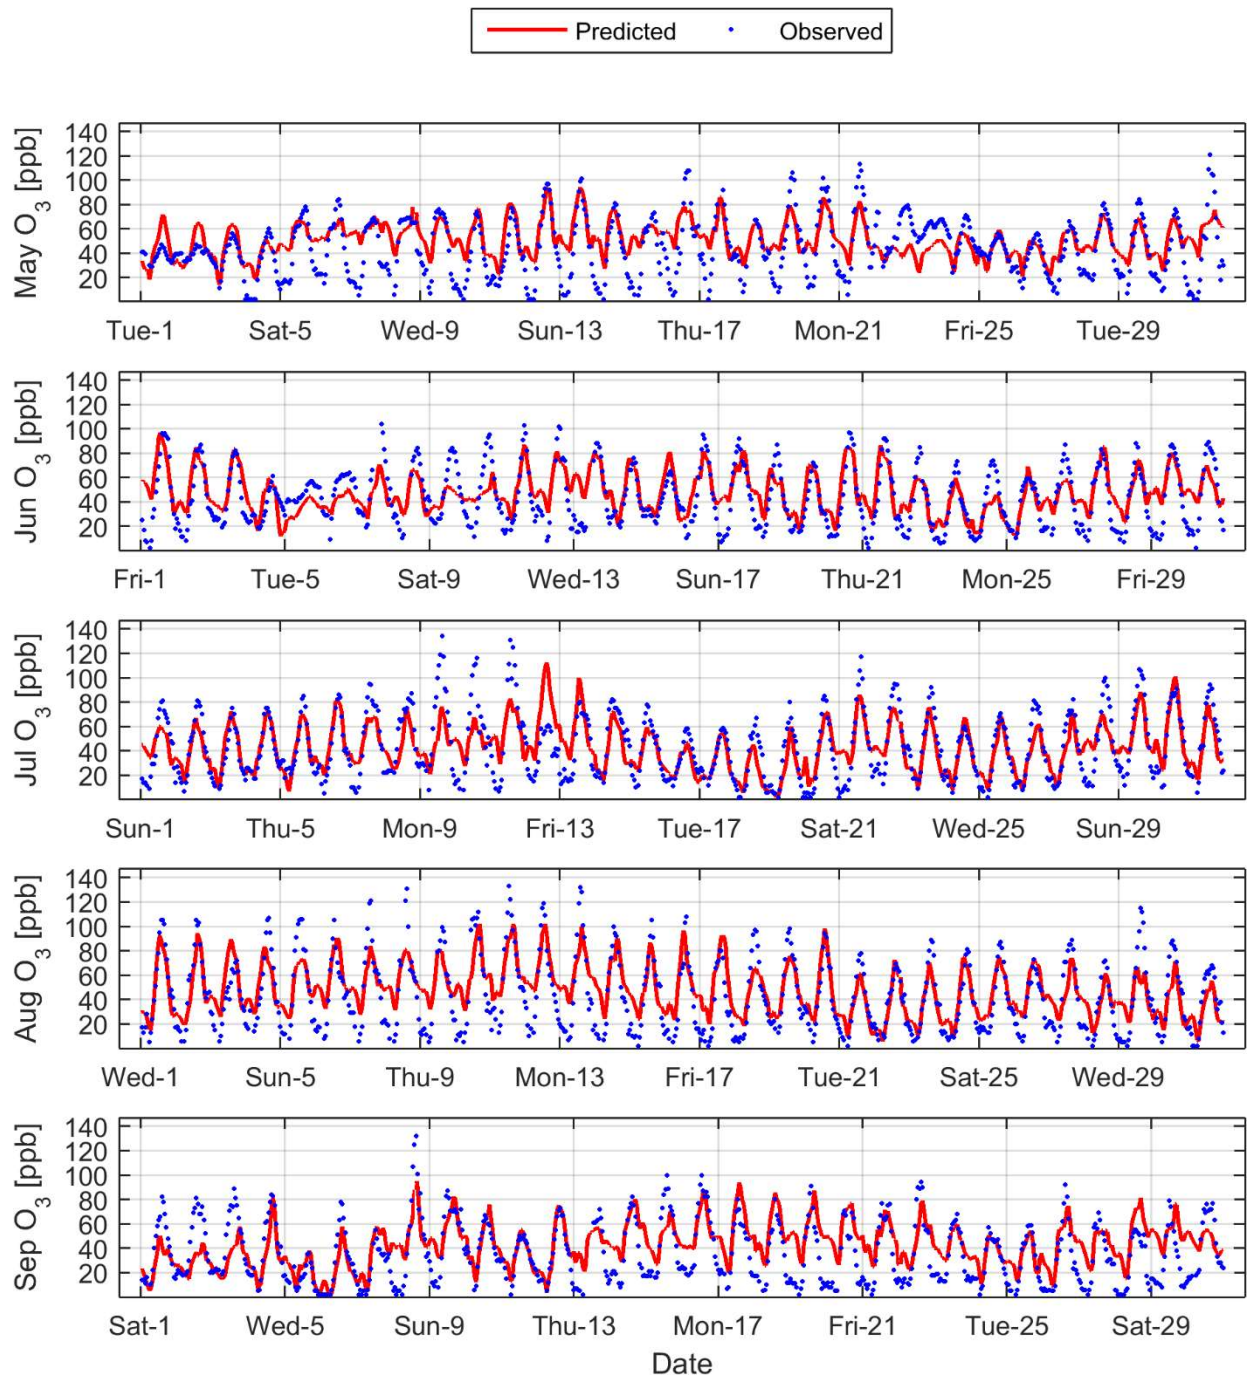 Predicted Observed
May O3 [ppb]
140
120
100
80
60
40
20
Tue-1 Sat-5 Wed-9 Sun-13 Thu-17 Mon-21 Fri-25 Tue-29
Jun O3 [ppb]
140
120
100
80
60
40
20
Fri-1 Tue-5 Sat-9 Wed-13 Sun-17 Thu-21 Mon-25 Fri-29
Jul O3 [ppb]
140
120
100
80
60
40
20
Sun-1 Thu-5 Mon-9 Fri-13 Tue-17 Sat-21 Wed-25 Sun-29
Aug O3 [ppb]
140
120
100
80
60
40
20
Wed-1 Sun-5 Thu-9 Mon-13 Fri-17 Tue-21 Sat-25 Wed-29
Sep O3 [ppb]
140
120
100
80
60
40
20
Sat-1 Wed-5 Sun-9 Thu-13 Mon-17 Fri-21 Tue-25 Sat-29
Date